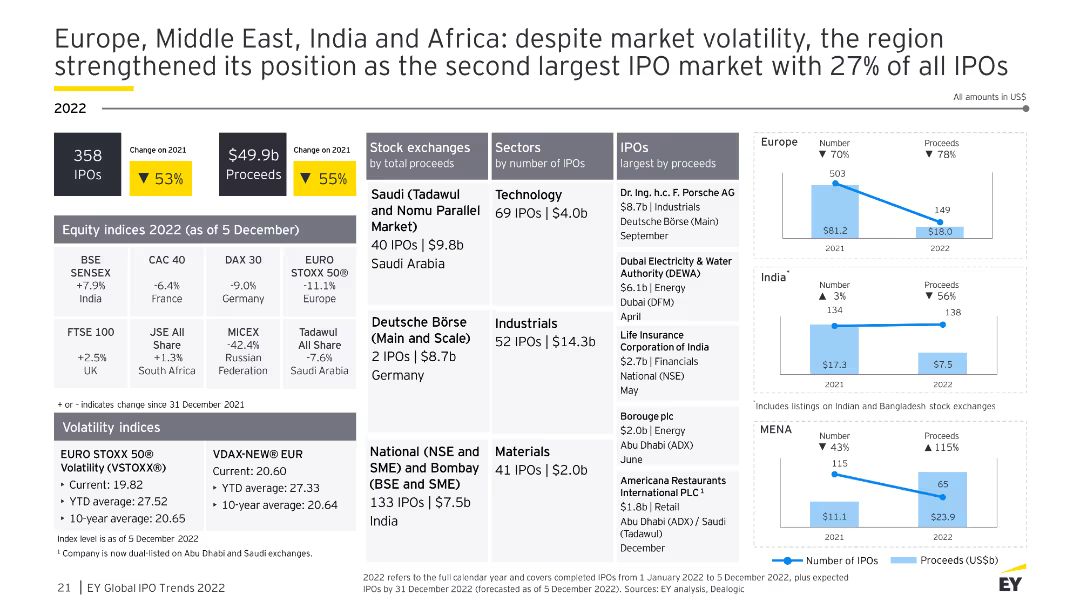 Europe, Middle East, India and Africa: despite market volatility, the region
strengthened its position as the second largest IPO market with 27% of all IPOs
All amounts in US$
2022
358
IPOs
Change on 2021
▼ 53%
$49.9b
Proceeds
Change on 2021
▼ 55%
Equity indices 2022 (as of 5 December)
BSE
SENSEX
+7.9%
India
CAC 40
-6.4%
France
DAX 30
-9.0%
Germany
EURO
STOXX 50®
-11.1%
Europe
FTSE 100
+2.5%
UK
JSE All
Share
+1.3%
South Africa
MICEX
-42.4%
Russian
Federation
Tadawul
All Share
-7.6%
Saudi Arabia
+ or - indicates change since 31 December 2021
Volatility indices
EURO STOXX 50®
Volatility (VSTOXX®)
‣ Current: 19.82
‣ YTD average: 27.52
‣ 10-year average: 20.65
VDAX-NEW® EUR
Current: 20.60
‣ YTD average: 27.33
‣ 10-year average: 20.64
Index level is as of 5 December 2022
¹ Company is now dual-listed on Abu Dhabi and Saudi exchanges.
Stock exchanges
by total proceeds
Saudi (Tadawul
and Nomu Parallel
Market)
40 IPOs | $9.8b
Saudi Arabia
Deutsche Börse
(Main and Scale)
2 IPOs | $8.7b
Germany
National (NSE and
SME) and Bombay
(BSE and SME)
133 IPOs | $7.5b
India
Sectors
by number of IPOs
Technology
69 IPOs | $4.0b
Industrials
52 IPOs | $14.3b
Materials
41 IPOs | $2.0b
IPOs
largest by proceeds
Dr. Ing. h.c. F. Porsche AG
$8.7b | Industrials
Deutsche Börse (Main)
September
Dubai Electricity & Water
Authority (DEWA)
$6.1b | Energy
Dubai (DFM)
April
Life Insurance
Corporation of India
$2.7b | Financials
National (NSE)
May
Borouge plc
$2.0b | Energy
Abu Dhabi (ADX)
June
Americana Restaurants
International PLC ¹
$1.8b | Retail
Abu Dhabi (ADX) / Saudi
(Tadawul)
December
Europe
Number
▼ 70%
Proceeds
▼ 78%
503
149
$81.2
$18.0
2021
2022
India*
Number
▲ 3%
Proceeds
▼ 56%
134
138
$17.3
$7.5
2021
2022
*Includes listings on Indian and Bangladesh stock exchanges
MENA
Number
▼ 43%
Proceeds
▲ 115%
115
65
$11.1
$23.9
2021
2022
Number of IPOs
Proceeds (US$b)
21
EY Global IPO Trends 2022
2022 refers to the full calendar year and covers completed IPOs from 1 January 2022 to 5 December 2022, plus expected
IPOs by 31 December 2022 (forecasted as of 5 December 2022). Sources: EY analysis, Dealogic
EY